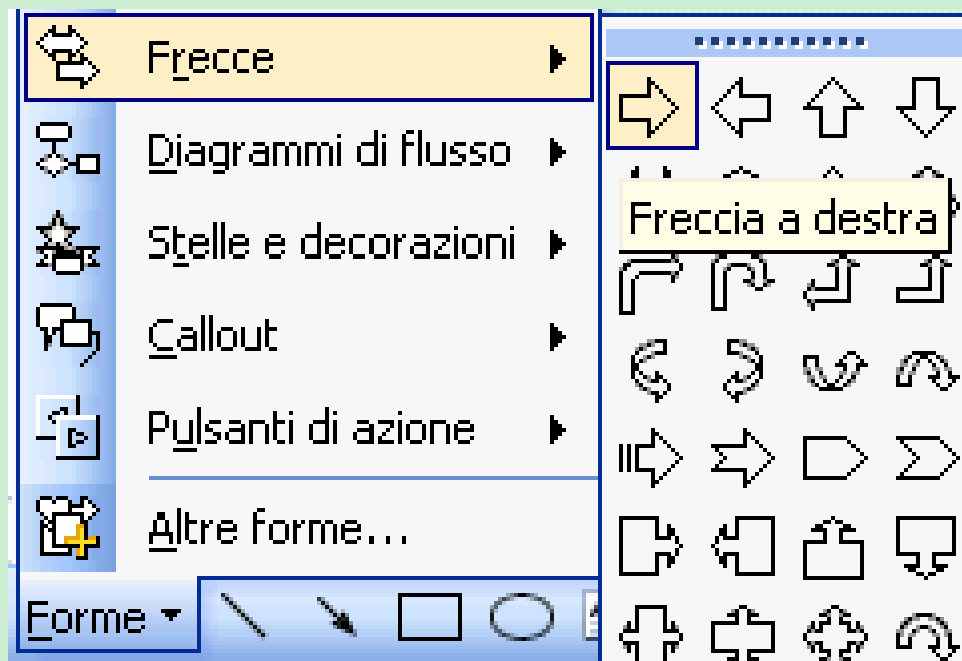 Frecce
Diagrammi di flusso
Stelle e decorazioni
Callout
Pulsanti di azione
Altre forme...
Forme
Freccia a destra